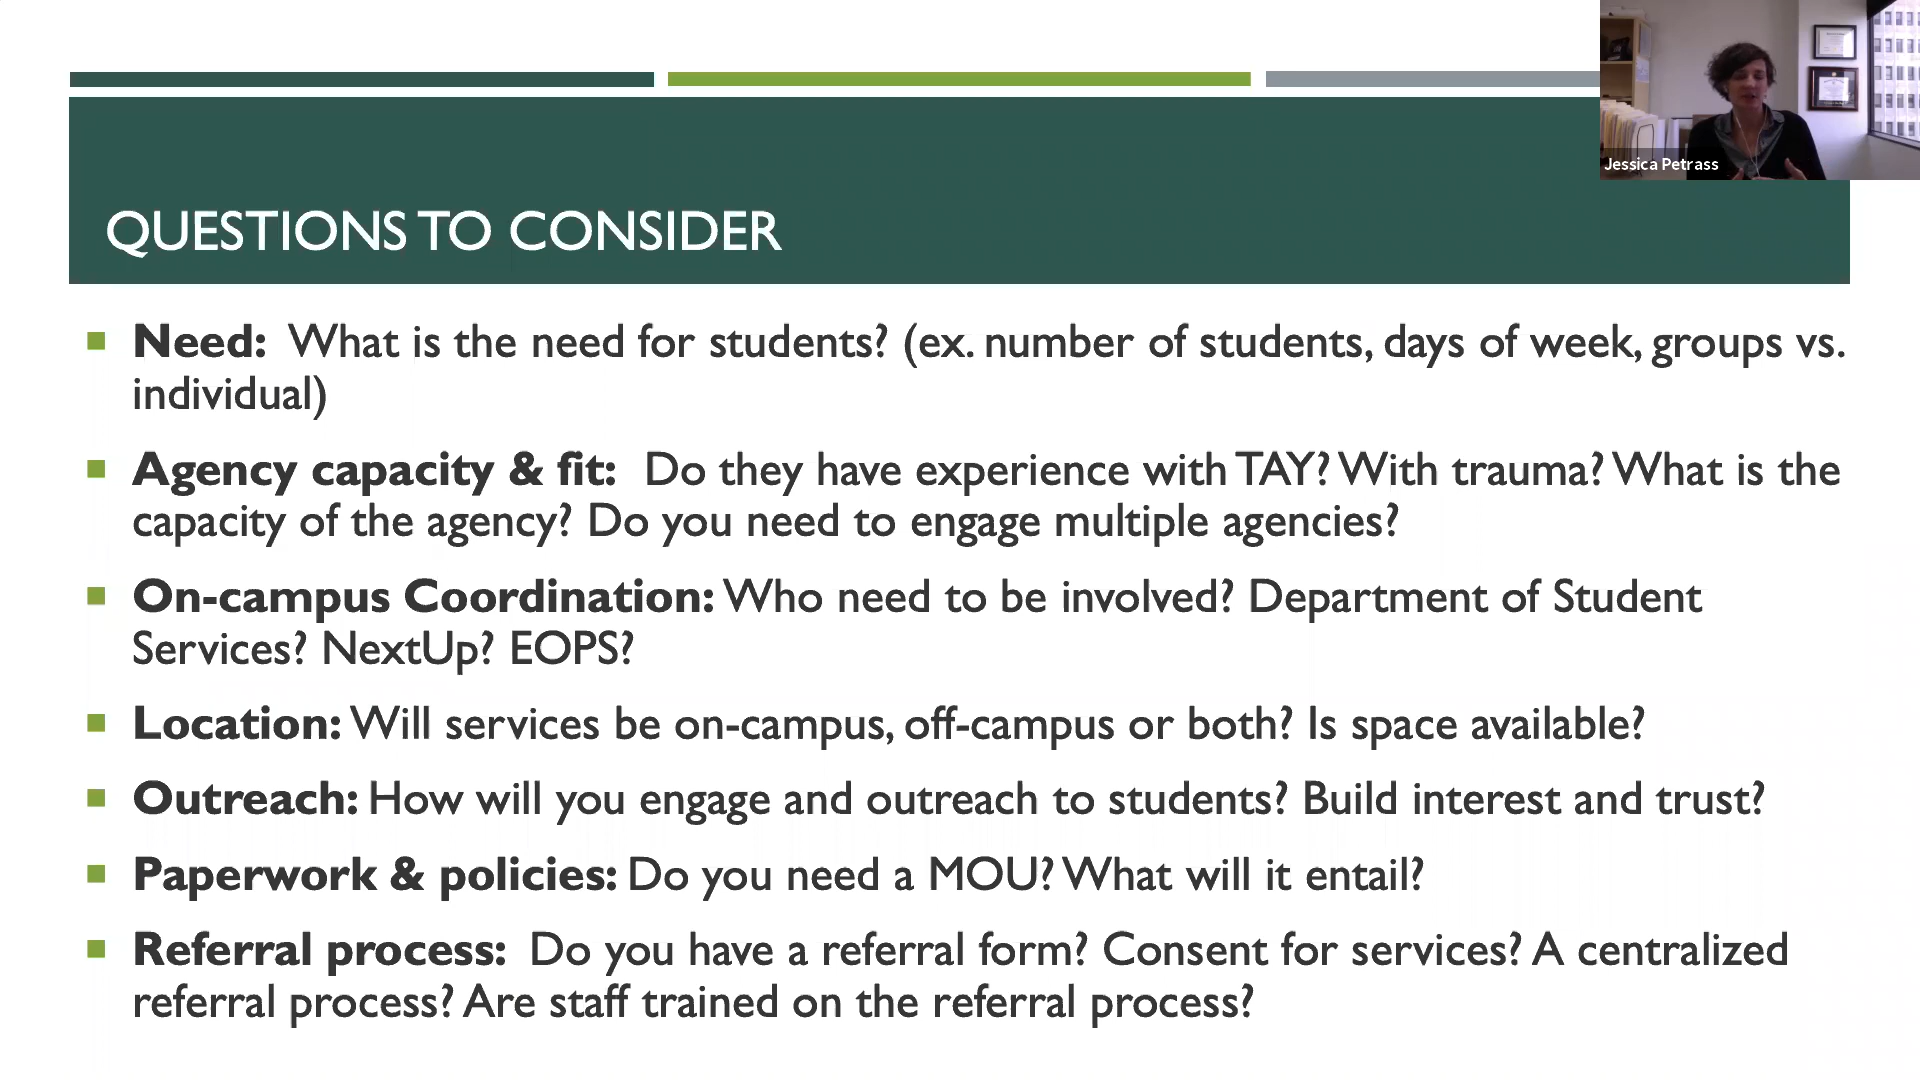 Jessica Petrass
QUESTIONS TO CONSIDER
Need: What is the need for students? (ex. number of students, days of week, groups vs.
individual)
Agency capacity & fit: Do they have experience with TAY? With trauma? What is the
capacity of the agency? Do you need to engage multiple agencies?
On-campus Coordination: Who need to be involved? Department of Student
Services? NextUp? EOPS?
Location: Will services be on-campus, off-campus or both? Is space available?
Outreach: How will you engage and outreach to students? Build interest and trust?
Paperwork & policies: Do you need a MOU? What will it entail?
Referral process: Do you have a referral form? Consent for services? A centralized
referral process? Are staff trained on the referral process?